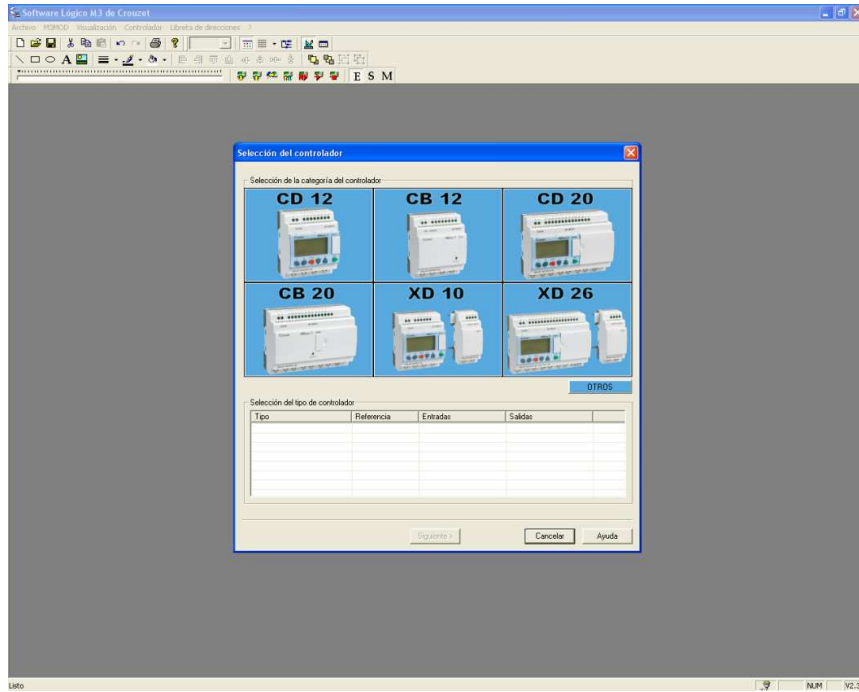 Software Lógico M3 de Crouzet
Archivo M3MOD Visualización Controlador Libreta de direcciones ?
E S M
Selección del controlador
Selección de la categoría del controlador
CD 12 CB 12 CD 20
CB 20 XD 10 XD 26
OTROS
Selección del tipo de controlador
Tipo Referencia Entradas Salidas
Siguiente >
Cancelar
Ayuda
Listo
NUM